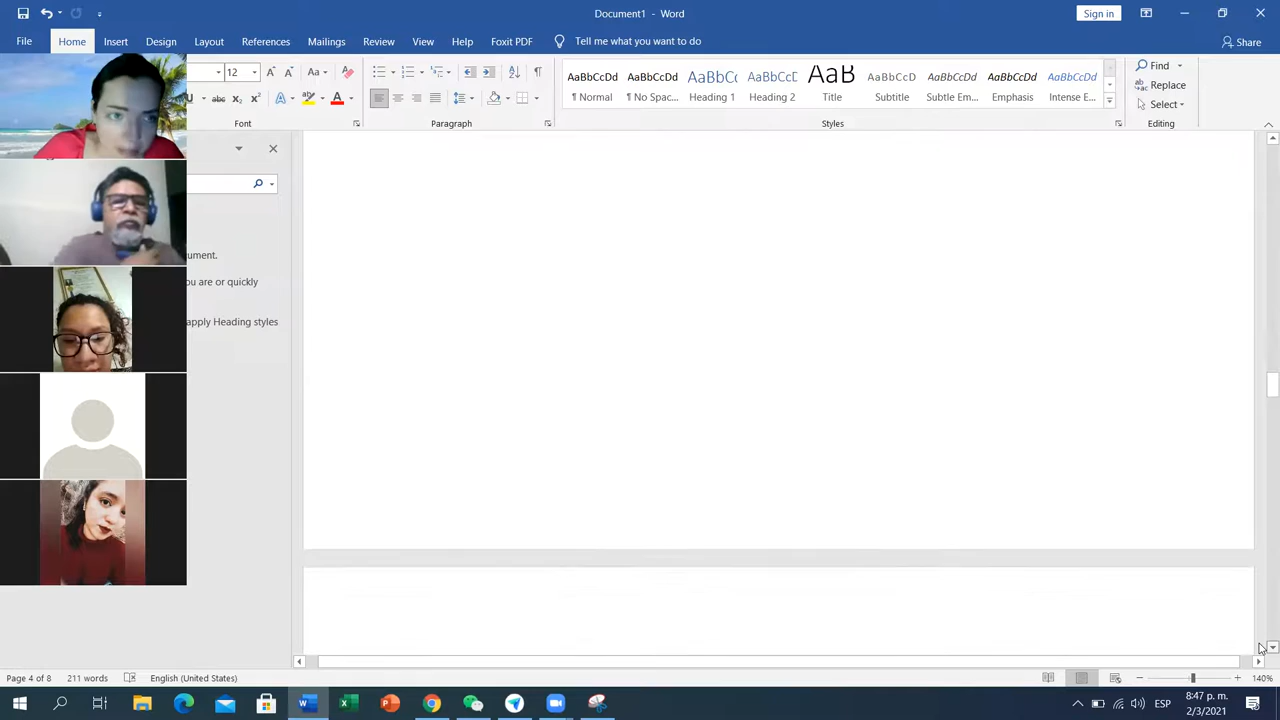 Document1 - Word
Sign in
File Home Insert Design Layout References Mailings Review View Help Foxit PDF Tell me what you want to do Share
12 Aa
AaBbCcDd AaBbCcDd AaBbCc AaBbCcD AaB AaBbCcDd AaBbCcDd AaBbCcDd AaBbCcDd
¶ Normal ¶ No Spac... Heading 1 Heading 2 Title Subtitle Subtle Em... Emphasis Intense E...
Find
Replace
Select
Font Paragraph Styles Editing
ument.
ou are or quickly
apply Heading styles
Page 4 of 8 211 words English (United States) 140%
ESP
8:47 p. m.
2/3/2021